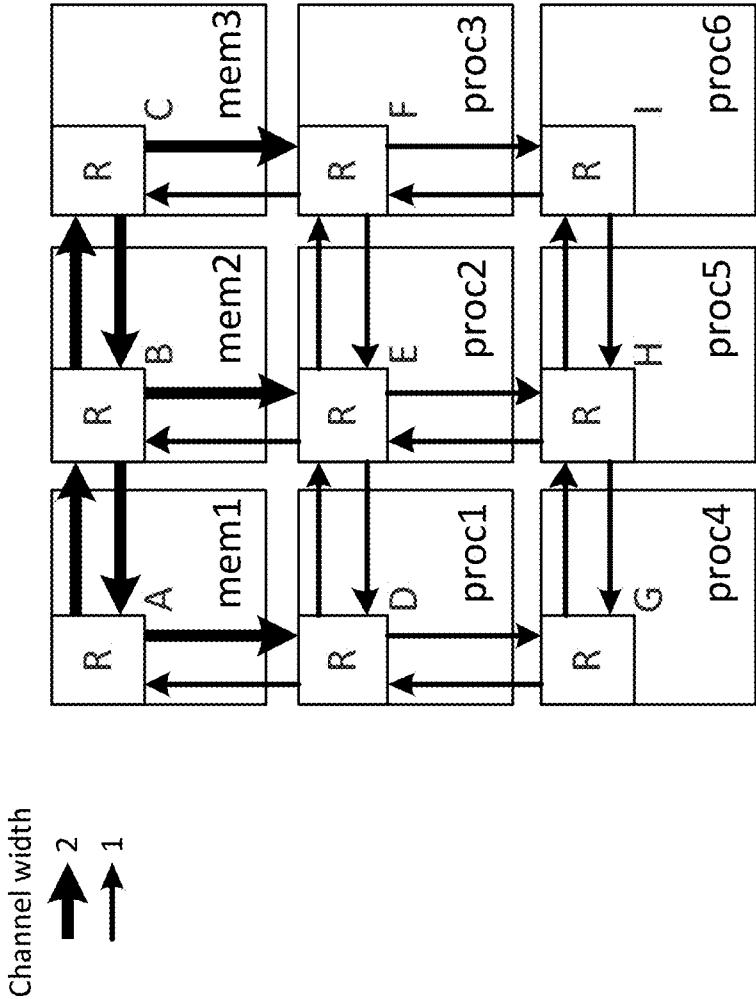 Channel width
2
1
R
A
mem1
R
B
mem2
R
C
mem3
R
D
proc1
R
E
proc2
R
F
proc3
R
G
proc4
R
H
proc5
R
I
proc6